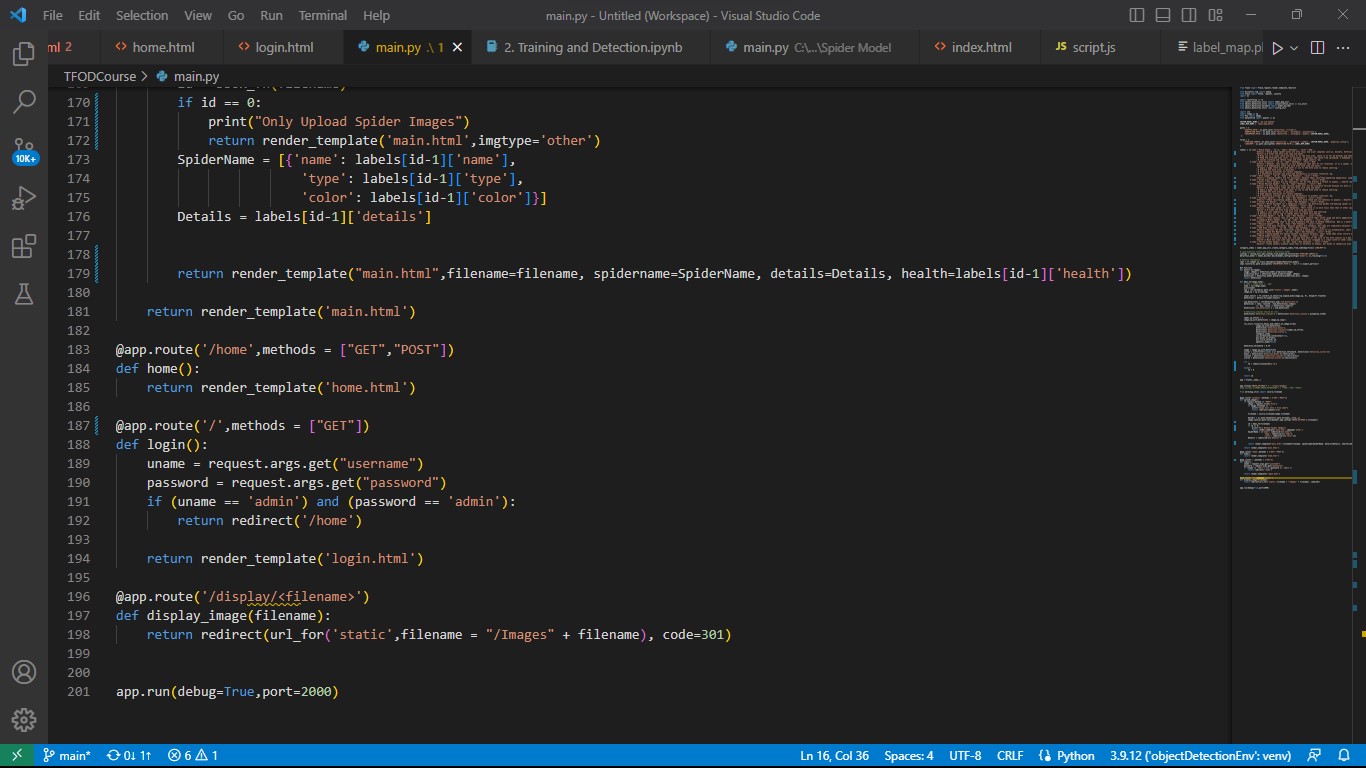 File Edit Selection View Go Run Terminal Help main.py - Untitled (Workspace) - Visual Studio Code
ml 2 home.html login.html main.py .\ 1 2. Training and Detection.ipynb main.py C:\...\Spider Model index.html JS script.js label_map.p
TFODCourse > main.py
170 if id == 0:
171 print("Only Upload Spider Images")
172 return render_template('main.html',imgtype='other')
173 SpiderName = [{'name': labels[id-1]['name'],
174 'type': labels[id-1]['type'],
175 'color': labels[id-1]['color']}]
176 Details = labels[id-1]['details']
177
178
179 return render_template("main.html",filename=filename, spidername=SpiderName, details=Details, health=labels[id-1]['health'])
180
181 return render_template('main.html')
182
183 @app.route('/home',methods = ["GET","POST"])
184 def home():
185 return render_template('home.html')
186
187 @app.route('/',methods = ["GET"])
188 def login():
189 uname = request.args.get("username")
190 password = request.args.get("password")
191 if (uname == 'admin') and (password == 'admin'):
192 return redirect('/home')
193
194 return render_template('login.html')
195
196 @app.route('/display/<filename>')
197 def display_image(filename):
198 return redirect(url_for('static',filename = "/Images" + filename), code=301)
199
200
201 app.run(debug=True,port=2000)
10K+
main* 0↓ 1↑ 6 1 Ln 16, Col 36 Spaces: 4 UTF-8 CRLF Python 3.9.12 ('objectDetectionEnv': venv)